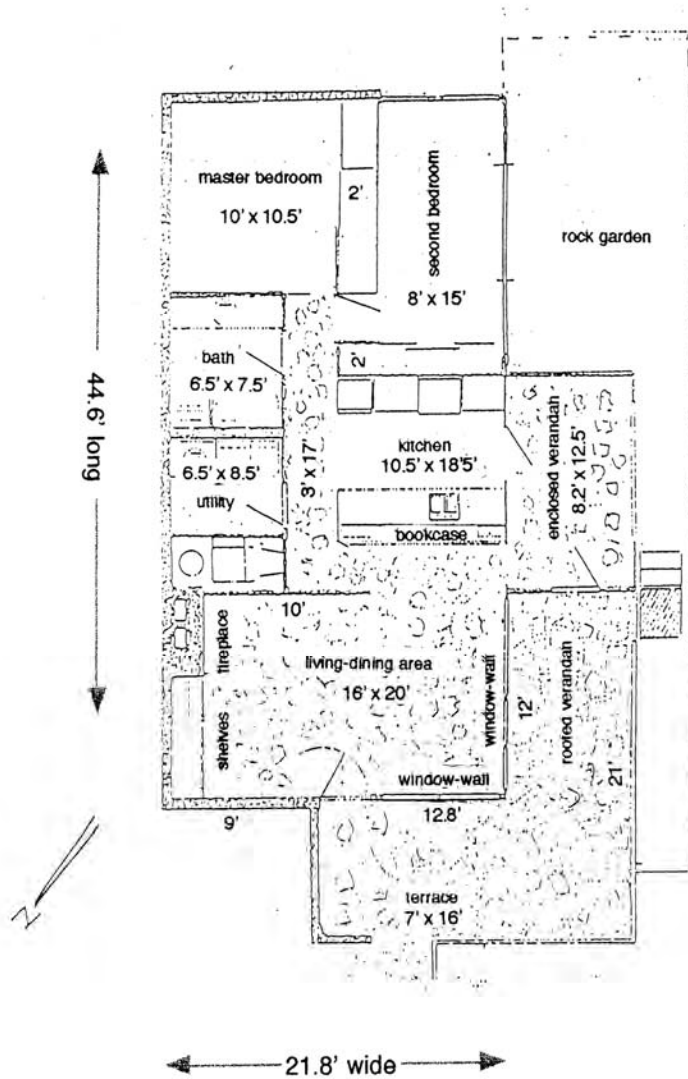 master bedroom
10' x 10.5'
2'
second bedroom
8' x 15'
rock garden
bath
6.5' x 7.5'
2'
44.6' long
3' x 17'
kitchen
10.5' x 18'5'
enclosed verandah
8.2' x 12.5'
6.5' x 8.5'
utility
bookcase
10'
fireplace
living-dining area
16' x 20'
window-wall
12'
roofed verandah
21'
shelves
window-wall
9'
12.8'
terrace
7' x 16'
N
21.8' wide